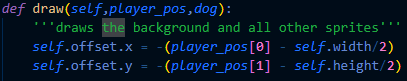 def draw(self,player_pos,dog):
    '''draws the background and all other sprites'''
    self.offset.x = -(player_pos[0] - self.width/2)
    self.offset.y = -(player_pos[1] - self.height/2)